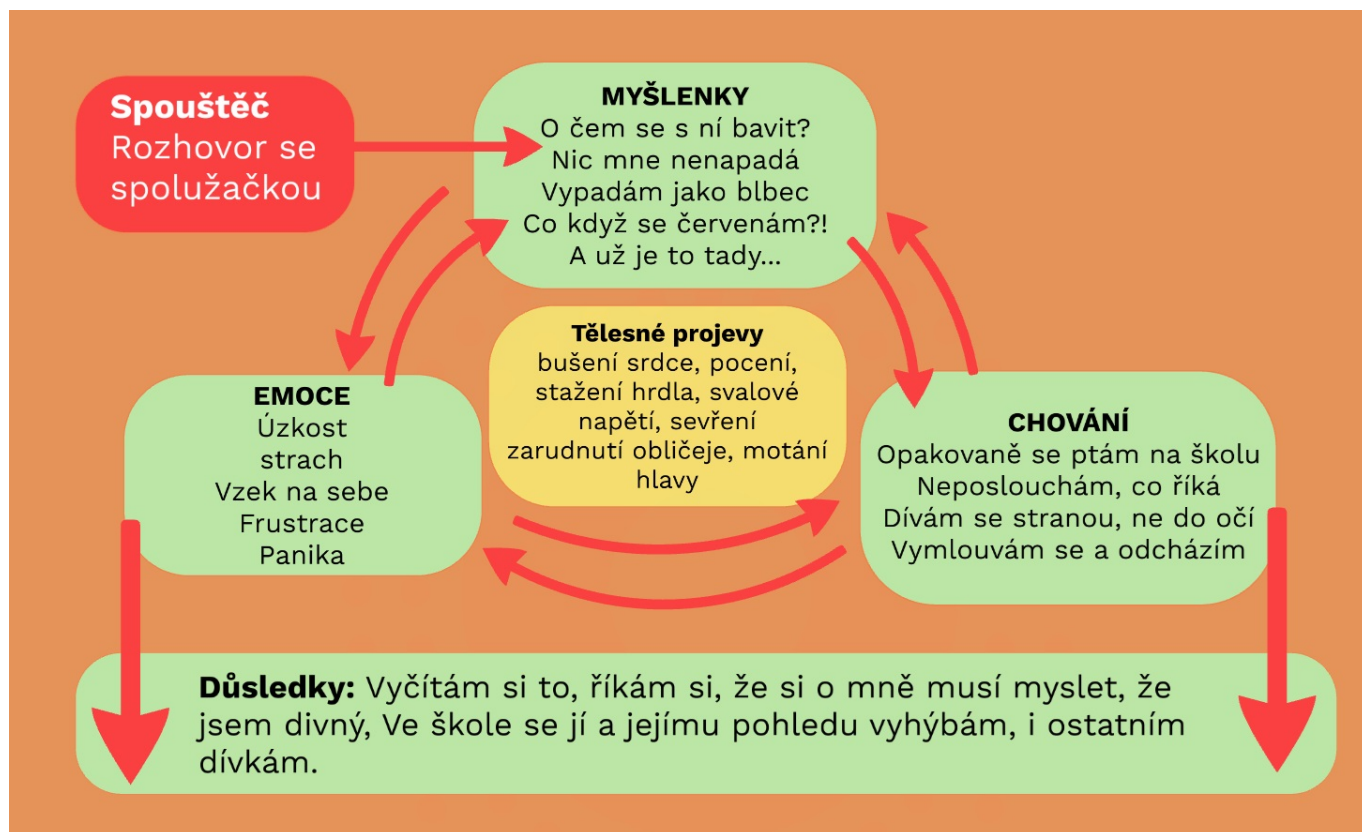 Spouštěč
Rozhovor se
spolužačkou
MYŠLENKY
O čem se s ní bavit?
Nic mne nenapadá
Vypadám jako blbec
Co když se červenám?!
A už je to tady...
Tělesné projevy
bušení srdce, pocení,
stažení hrdla, svalové
napětí, sevření
zarudnutí obličeje, motání
hlavy
EMOCE
Úzkost
strach
Vzek na sebe
Frustrace
Panika
CHOVÁNÍ
Opakovaně se ptám na školu
Neposlouchám, co říká
Dívám se stranou, ne do očí
Vymlouvám se a odcházím
Důsledky: Vyčítám si to, říkám si, že si o mně musí myslet, že
jsem divný, Ve škole se jí a jejímu pohledu vyhýbám, i ostatním
dívkám.